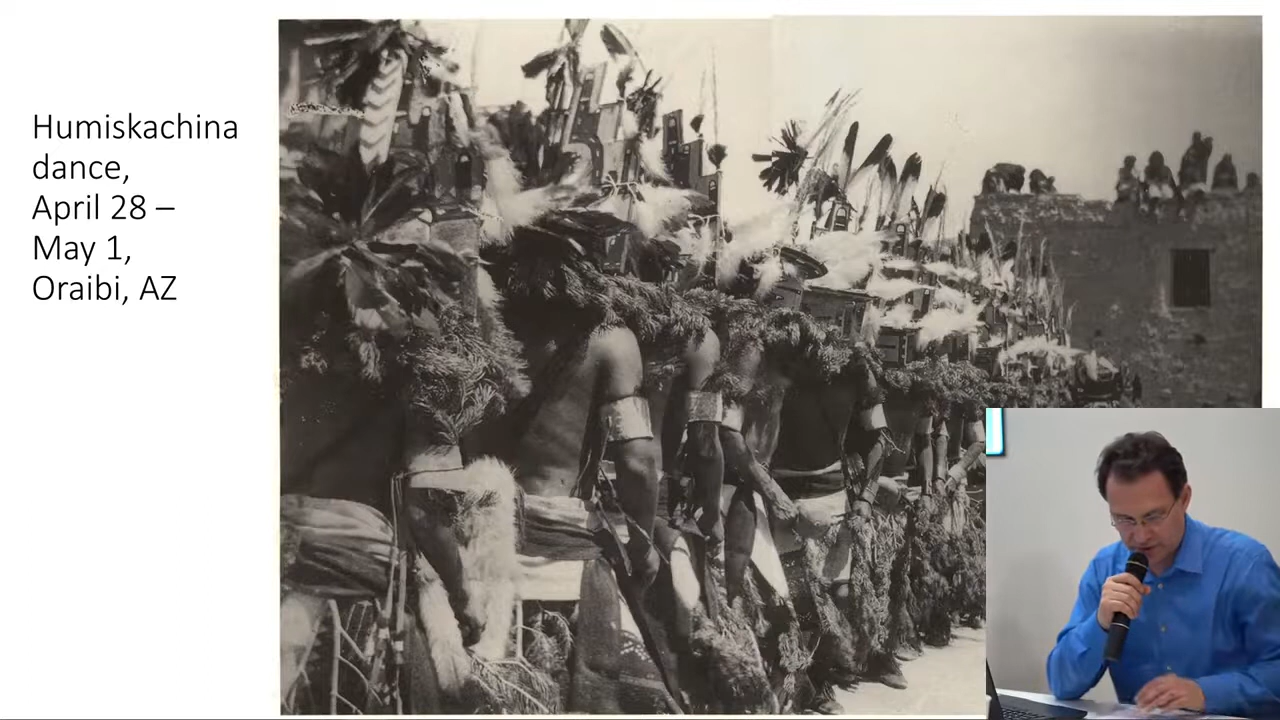 Humiskachina
dance,
April 28 –
May 1,
Oraibi, AZ